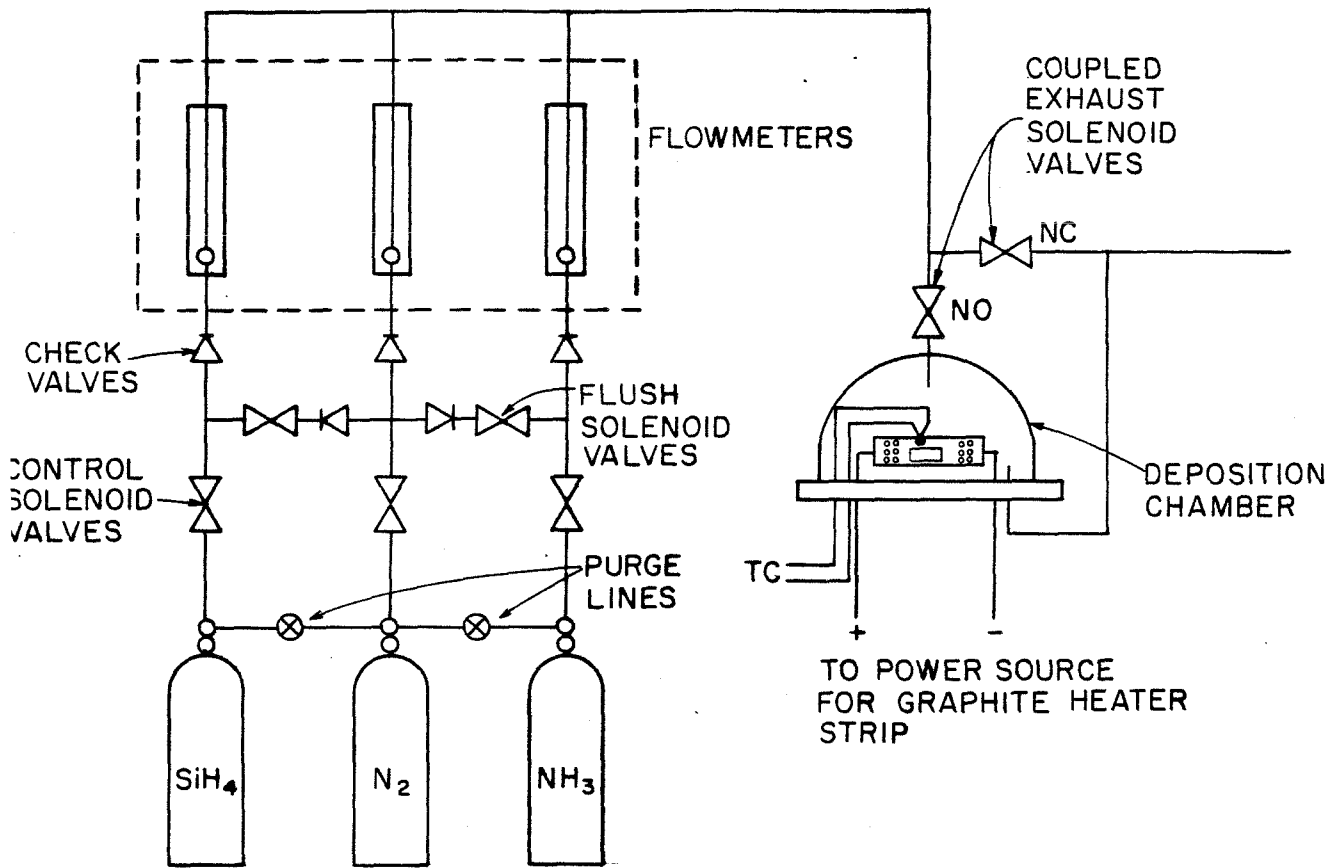 COUPLED
EXHAUST
SOLENOID
VALVES
FLOWMETERS
NC
NO
CHECK
VALVES
FLUSH
SOLENOID
VALVES
CONTROL
SOLENOID
VALVES
DEPOSITION
CHAMBER
PURGE
LINES
TC
+ −
TO POWER SOURCE
FOR GRAPHITE HEATER
STRIP
SiH₄ N₂ NH₃